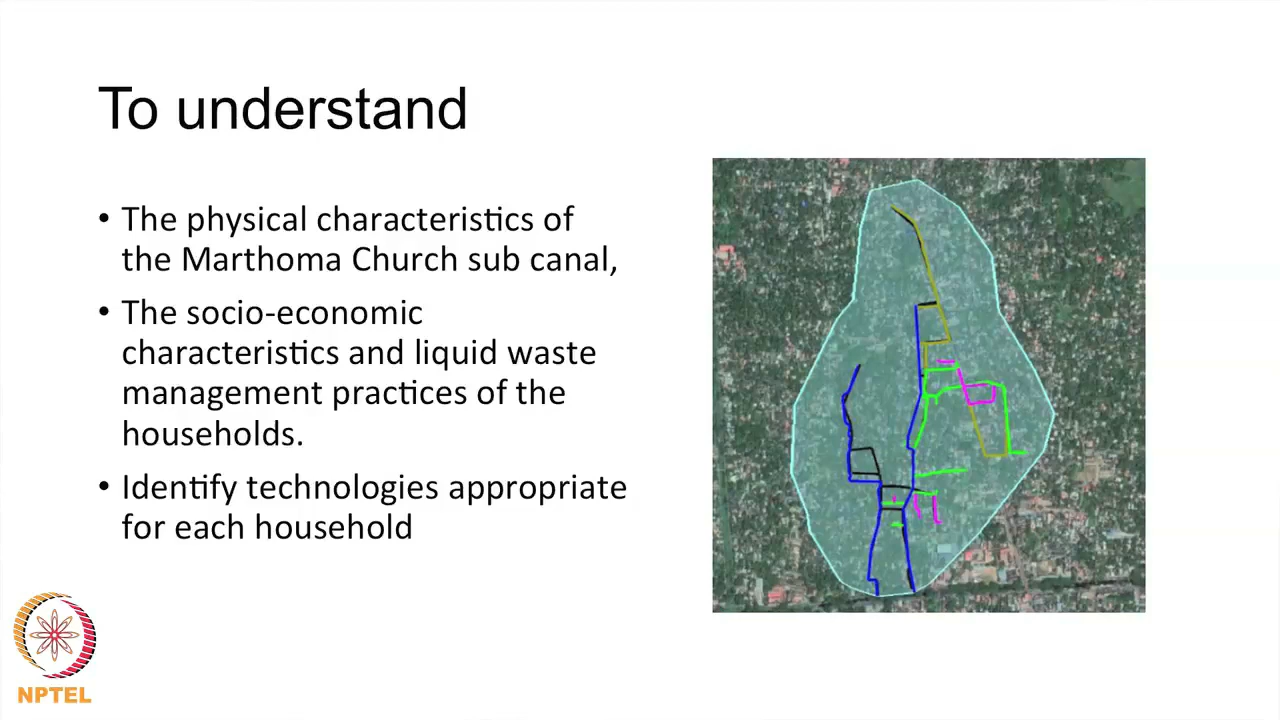 To understand
• The physical characteristics of
the Marthoma Church sub canal,
• The socio-economic
characteristics and liquid waste
management practices of the
households.
• Identify technologies appropriate
for each household
NPTEL